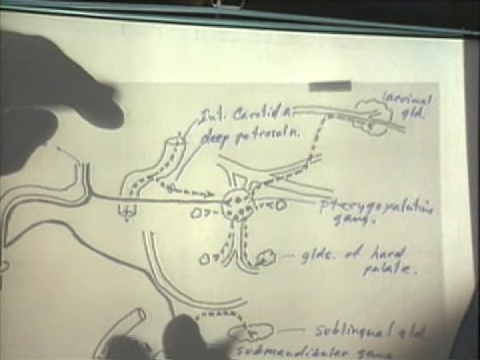 lacrimal
gld.
Int. Carotid a.
deep petrosal n.
pterygopalatine
gang.
glds. of hard
palate.
sublingual gld
submandibular gang